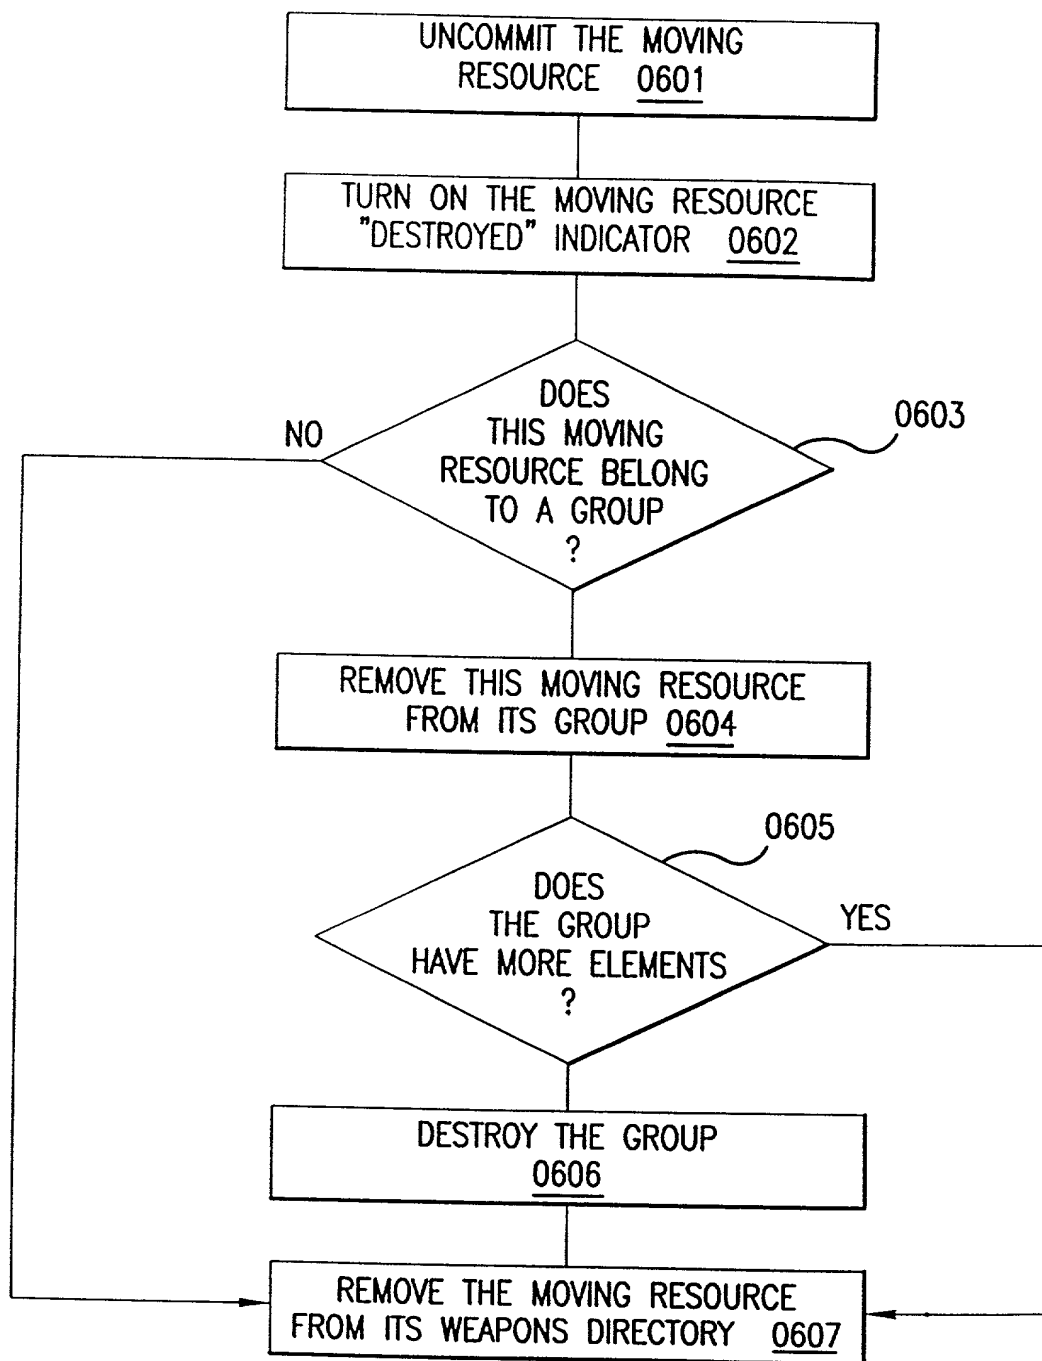 UNCOMMIT THE MOVING
RESOURCE 0601
TURN ON THE MOVING RESOURCE
"DESTROYED" INDICATOR 0602
DOES
THIS MOVING
RESOURCE BELONG
TO A GROUP
?
NO
0603
REMOVE THIS MOVING RESOURCE
FROM ITS GROUP 0604
0605
DOES
THE GROUP
HAVE MORE ELEMENTS
?
YES
DESTROY THE GROUP
0606
REMOVE THE MOVING RESOURCE
FROM ITS WEAPONS DIRECTORY 0607